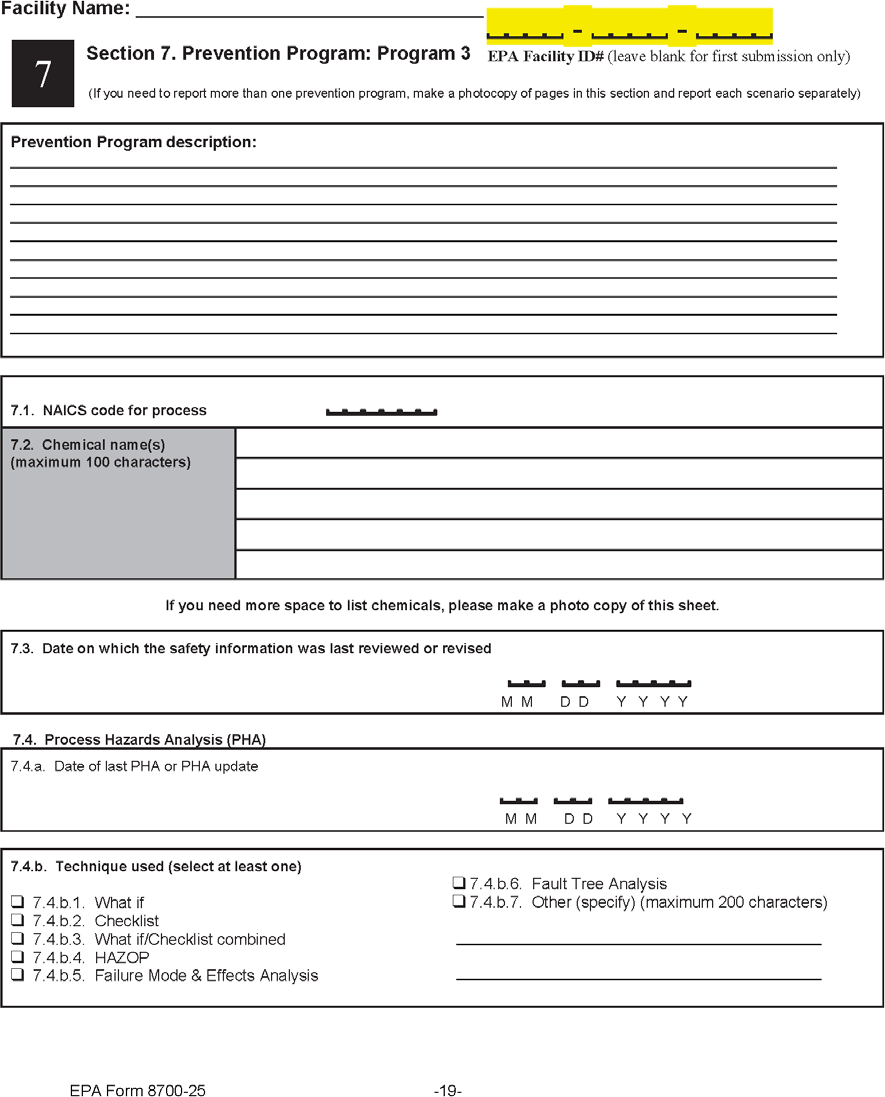 Facility Name:
7
Section 7. Prevention Program: Program 3
EPA Facility ID# (leave blank for first submission only)
(If you need to report more than one prevention program, make a photocopy of pages in this section and report each scenario separately)
Prevention Program description:
7.1. NAICS code for process
7.2. Chemical name(s)
(maximum 100 characters)
If you need more space to list chemicals, please make a photo copy of this sheet.
7.3. Date on which the safety information was last reviewed or revised
M M D D Y Y Y Y
7.4. Process Hazards Analysis (PHA)
7.4.a. Date of last PHA or PHA update
M M D D Y Y Y Y
7.4.b. Technique used (select at least one)
7.4.b.1. What if
7.4.b.2. Checklist
7.4.b.3. What if/Checklist combined
7.4.b.4. HAZOP
7.4.b.5. Failure Mode & Effects Analysis
7.4.b.6. Fault Tree Analysis
7.4.b.7. Other (specify) (maximum 200 characters)
EPA Form 8700-25
-19-